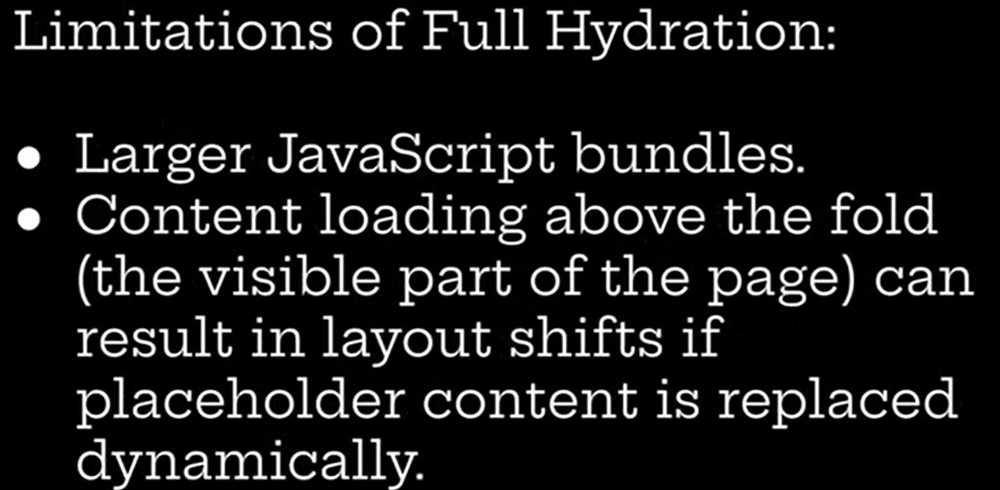 Limitations of Full Hydration:
● Larger JavaScript bundles.
● Content loading above the fold
(the visible part of the page) can
result in layout shifts if
placeholder content is replaced
dynamically.